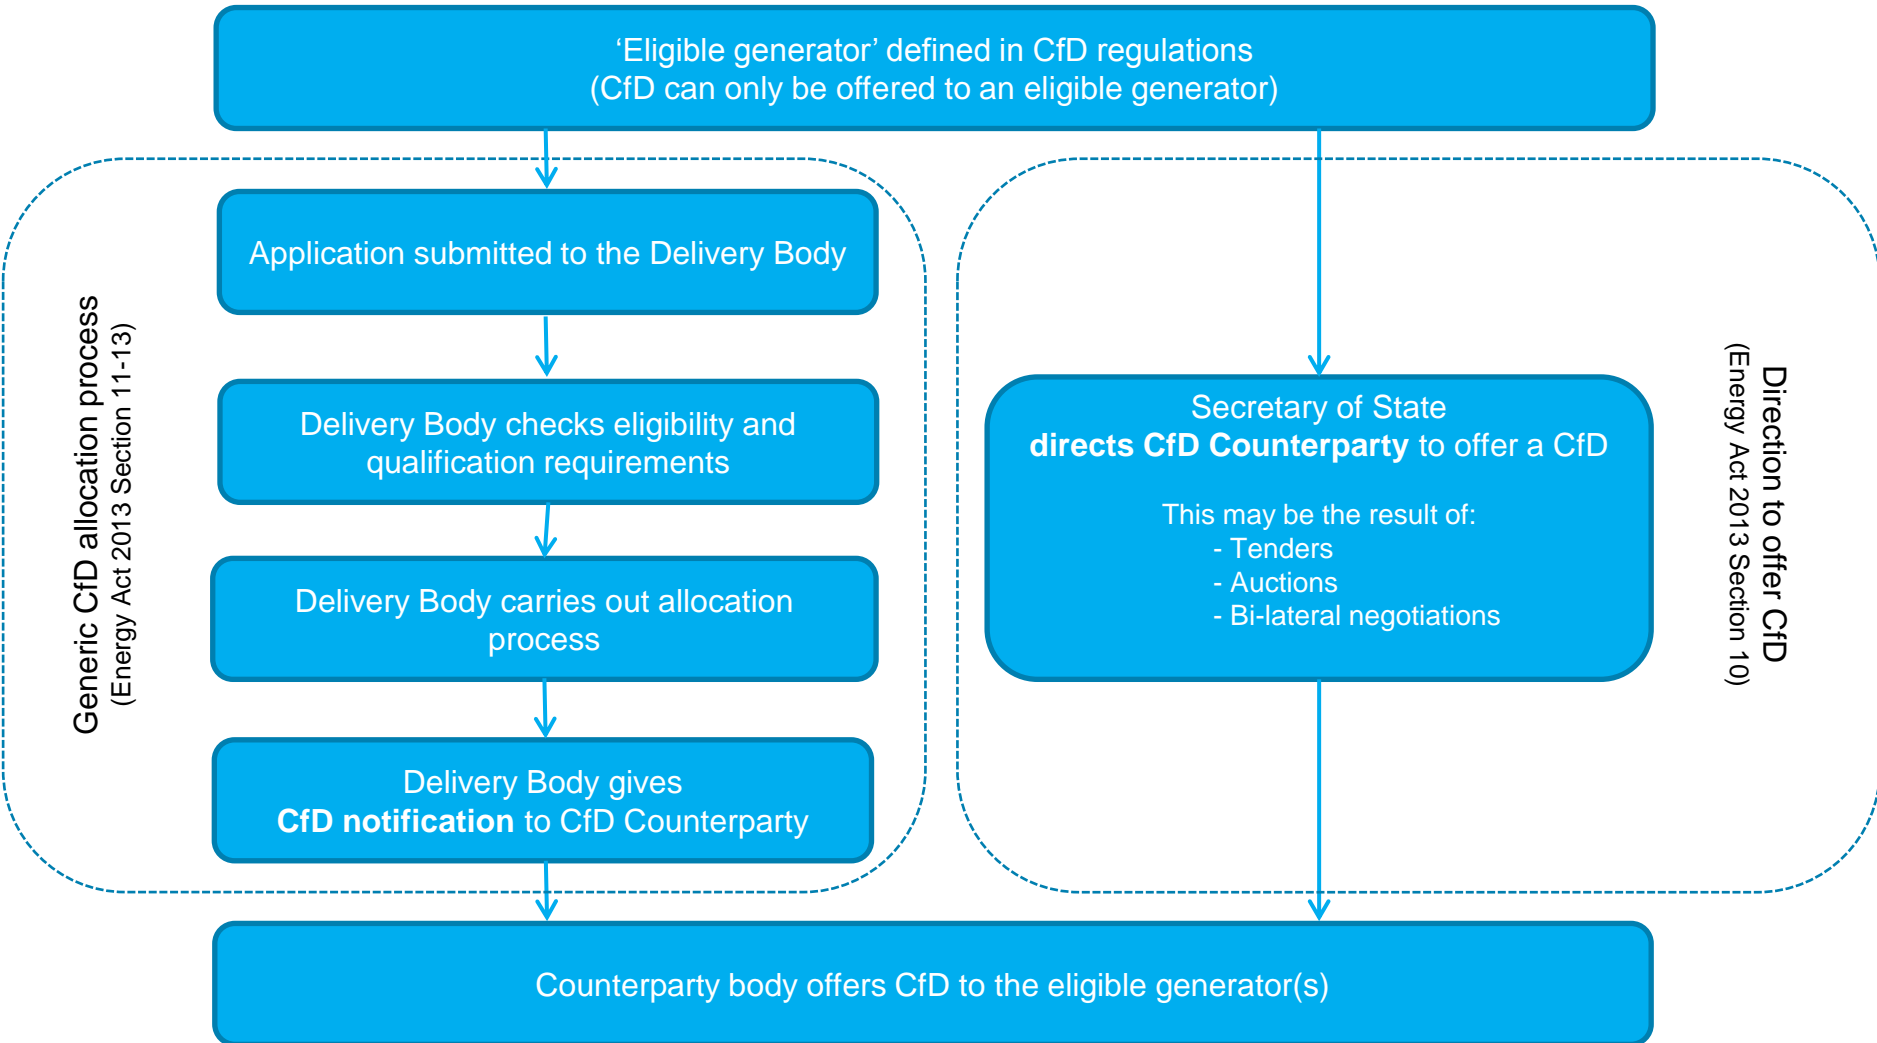 ‘Eligible generator’ defined in CfD regulations
(CfD can only be offered to an eligible generator)
Generic CfD allocation process
(Energy Act 2013 Section 11-13)
Application submitted to the Delivery Body
Delivery Body checks eligibility and
qualification requirements
Delivery Body carries out allocation
process
Delivery Body gives
CfD notification to CfD Counterparty
Secretary of State
directs CfD Counterparty to offer a CfD
This may be the result of:
- Tenders
- Auctions
- Bi-lateral negotiations
Direction to offer CfD
(Energy Act 2013 Section 10)
Counterparty body offers CfD to the eligible generator(s)